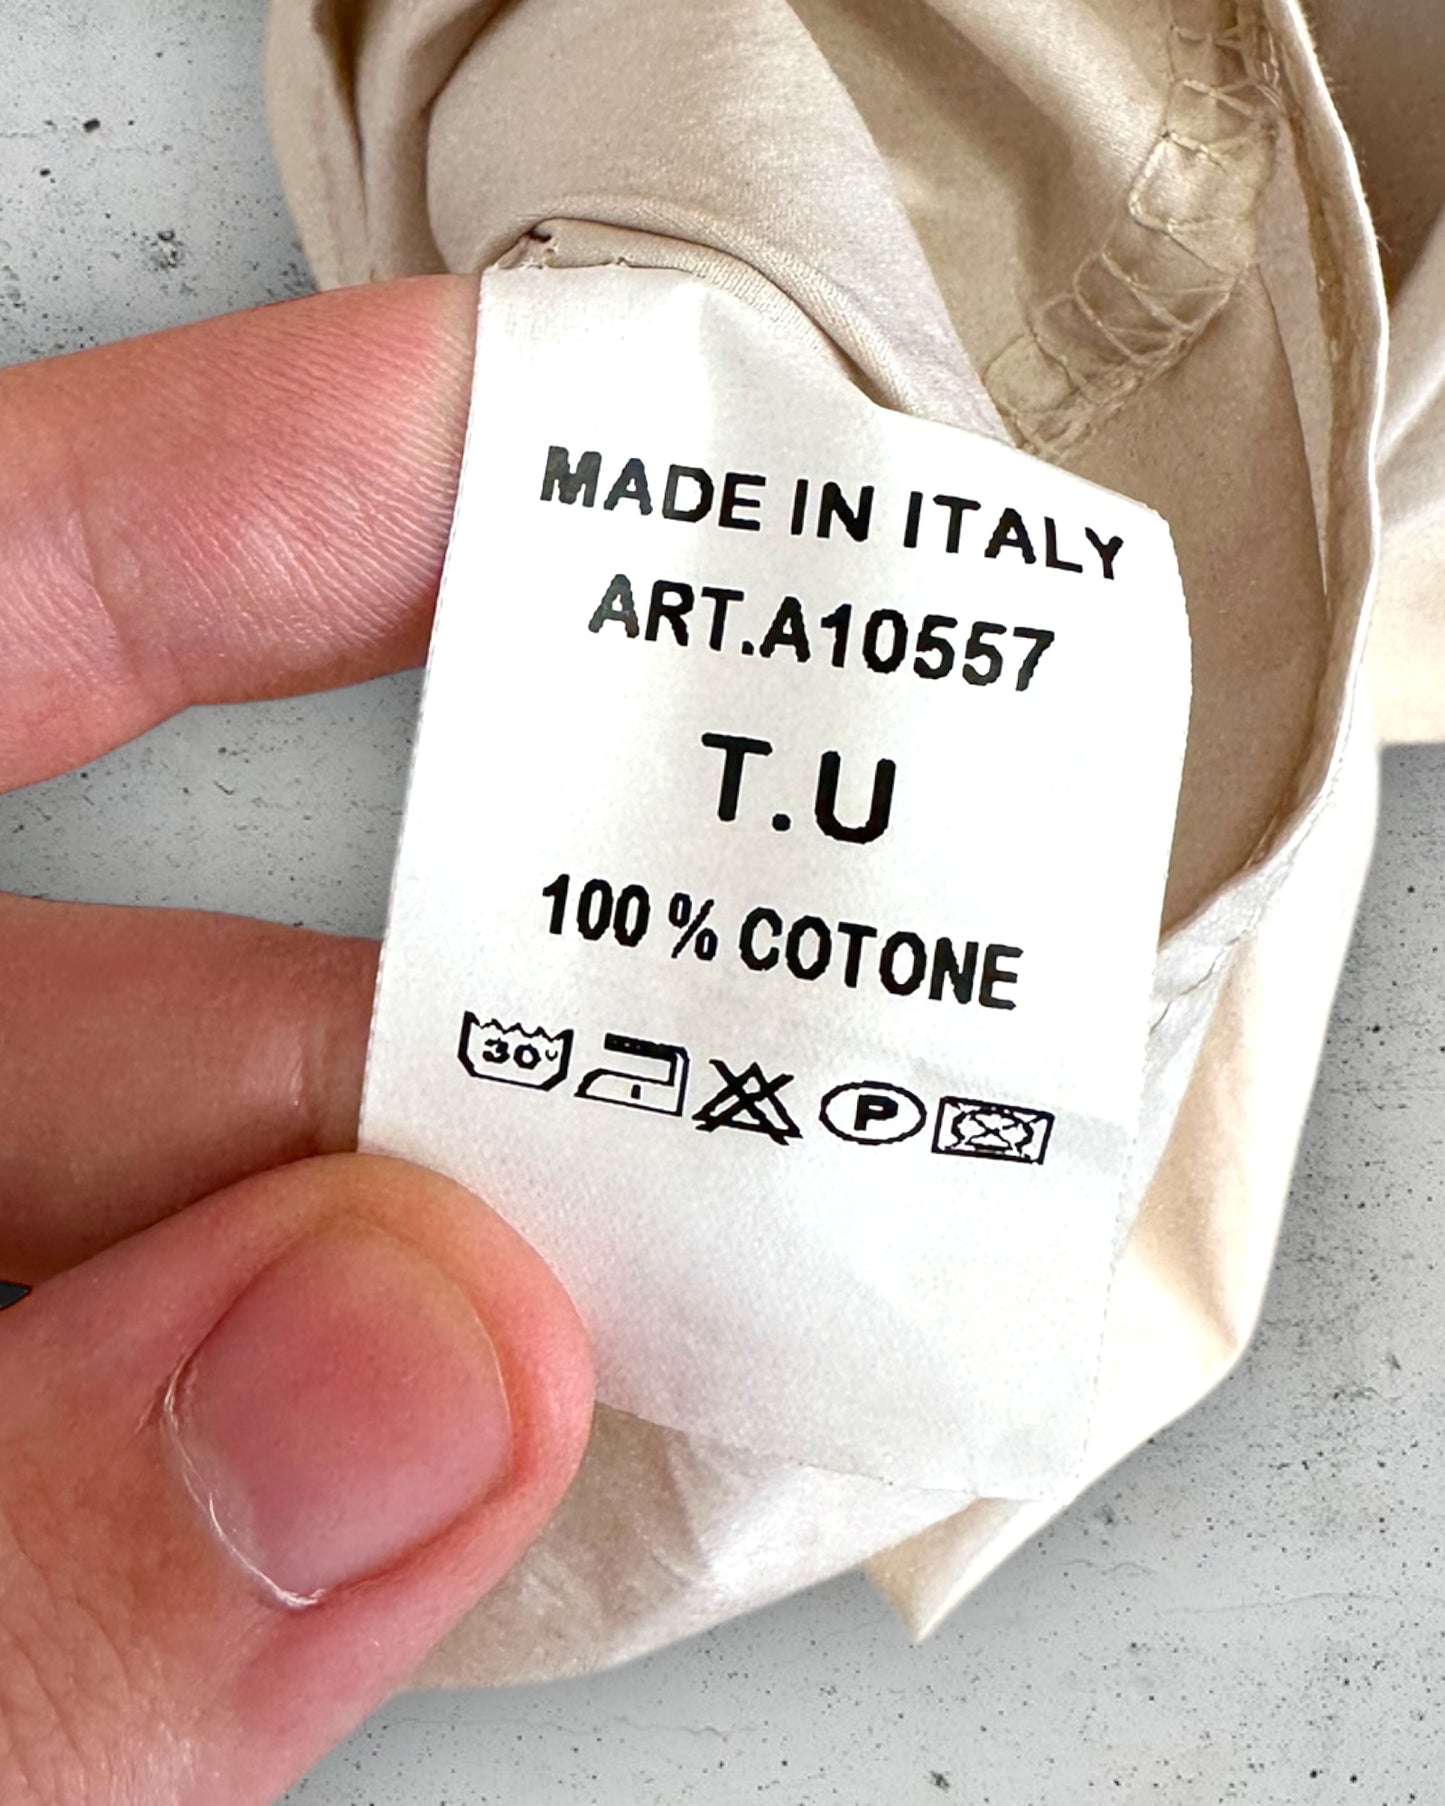 MADE IN ITALY
ART.A10557
T.U
100 % COTONE
30° P